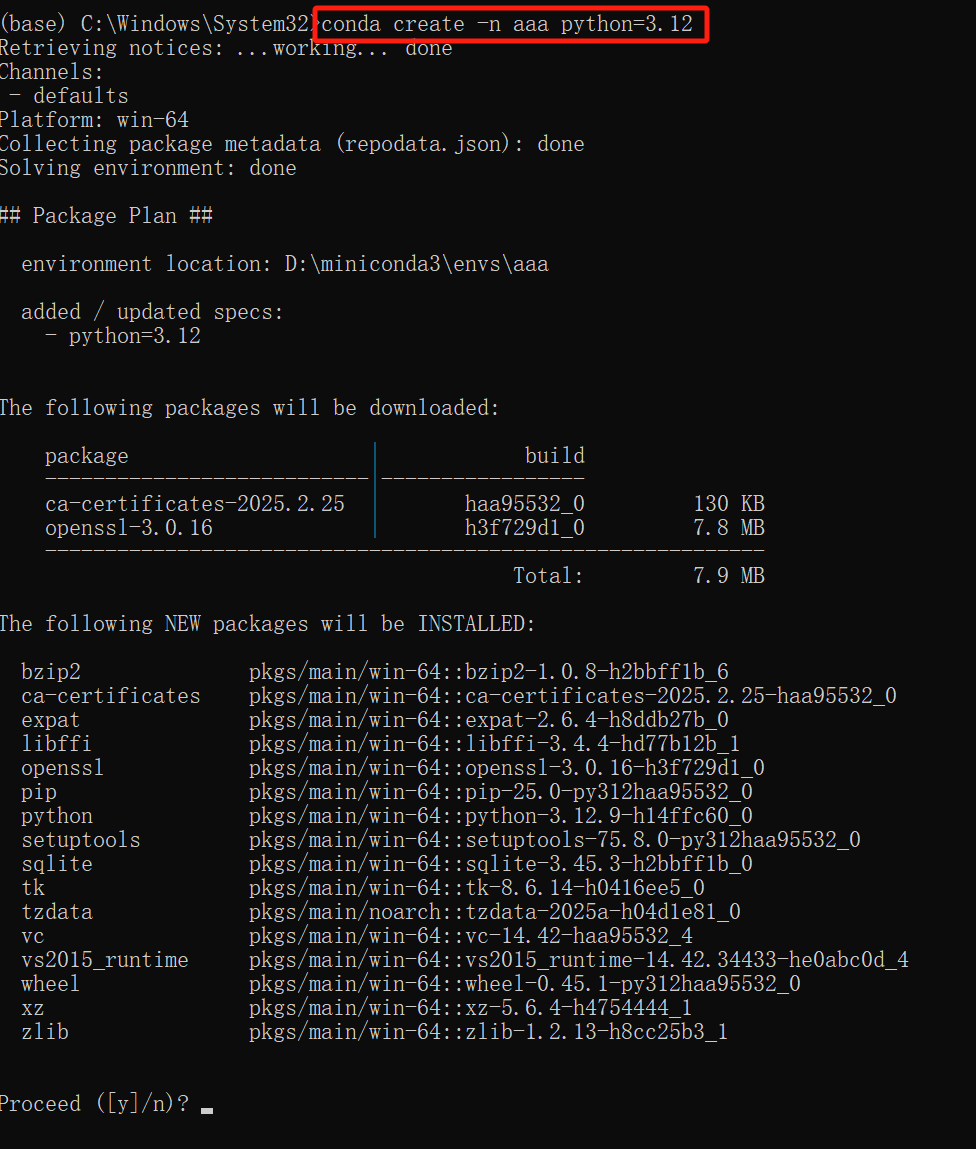 (base) C:\Windows\System32>conda create -n aaa python=3.12
Retrieving notices: ...working... done
Channels:
 - defaults
Platform: win-64
Collecting package metadata (repodata.json): done
Solving environment: done
## Package Plan ##
  environment location: D:\miniconda3\envs\aaa
  added / updated specs:
    - python=3.12
The following packages will be downloaded:
    package                    |            build
    ---------------------------|-----------------
    ca-certificates-2025.2.25  |       haa95532_0         130 KB
    openssl-3.0.16             |       h3f729d1_0         7.8 MB
    ------------------------------------------------------------
                                           Total:         7.9 MB
The following NEW packages will be INSTALLED:
  bzip2              pkgs/main/win-64::bzip2-1.0.8-h2bbff1b_6
  ca-certificates    pkgs/main/win-64::ca-certificates-2025.2.25-haa95532_0
  expat              pkgs/main/win-64::expat-2.6.4-h8ddb27b_0
  libffi             pkgs/main/win-64::libffi-3.4.4-hd77b12b_1
  openssl            pkgs/main/win-64::openssl-3.0.16-h3f729d1_0
  pip                pkgs/main/win-64::pip-25.0-py312haa95532_0
  python             pkgs/main/win-64::python-3.12.9-h14ffc60_0
  setuptools         pkgs/main/win-64::setuptools-75.8.0-py312haa95532_0
  sqlite             pkgs/main/win-64::sqlite-3.45.3-h2bbff1b_0
  tk                 pkgs/main/win-64::tk-8.6.14-h0416ee5_0
  tzdata             pkgs/main/noarch::tzdata-2025a-h04d1e81_0
  vc                 pkgs/main/win-64::vc-14.42-haa95532_4
  vs2015_runtime     pkgs/main/win-64::vs2015_runtime-14.42.34433-he0abc0d_4
  wheel              pkgs/main/win-64::wheel-0.45.1-py312haa95532_0
  xz                 pkgs/main/win-64::xz-5.6.4-h4754444_1
  zlib               pkgs/main/win-64::zlib-1.2.13-h8cc25b3_1
Proceed ([y]/n)?